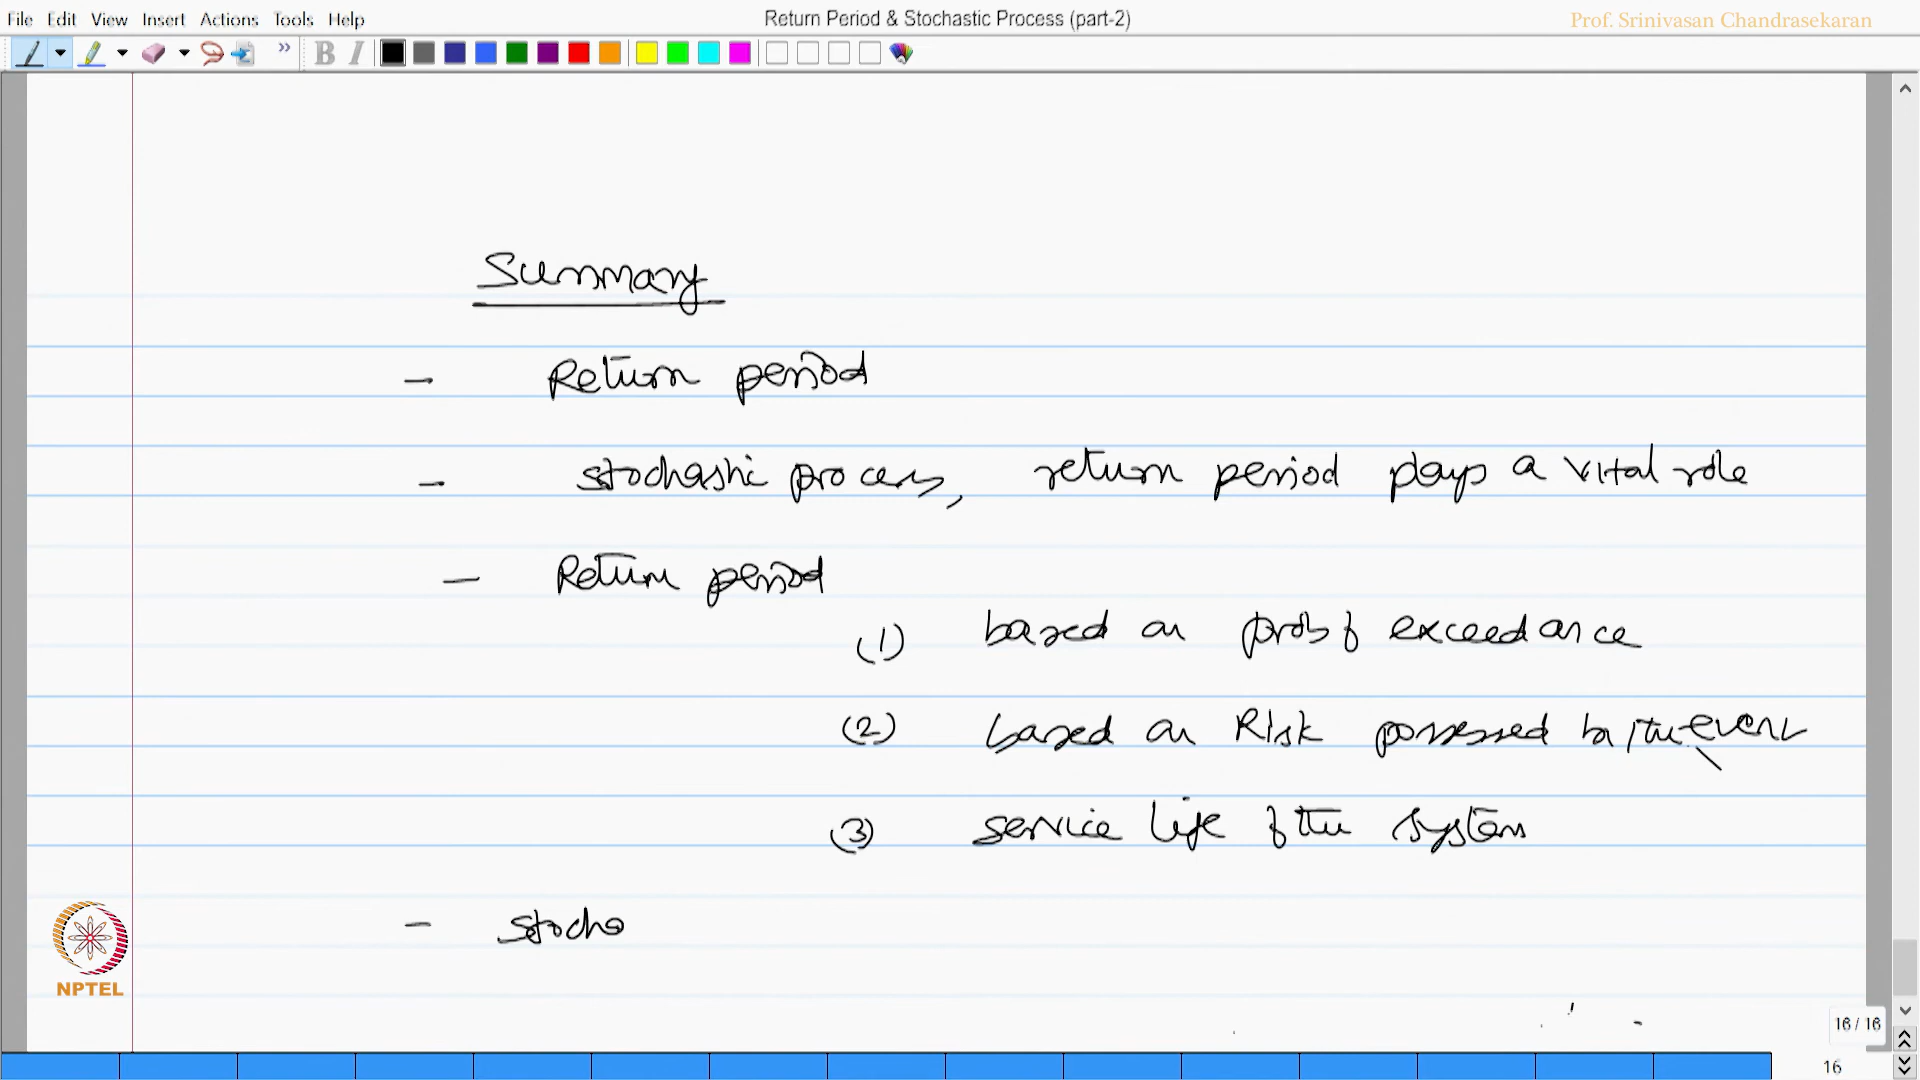 File Edit View Insert Actions Tools Help
Return Period & Stochastic Process (part-2)
Prof. Srinivasan Chandrasekaran
B I
Summary
- Return period
- stochastic process, return period plays a vital role
- Return period
(1) based on prob of exceedance
(2) based on Risk possessed by the event
(3) service life of the system
- stocha
NPTEL
16 / 16
16